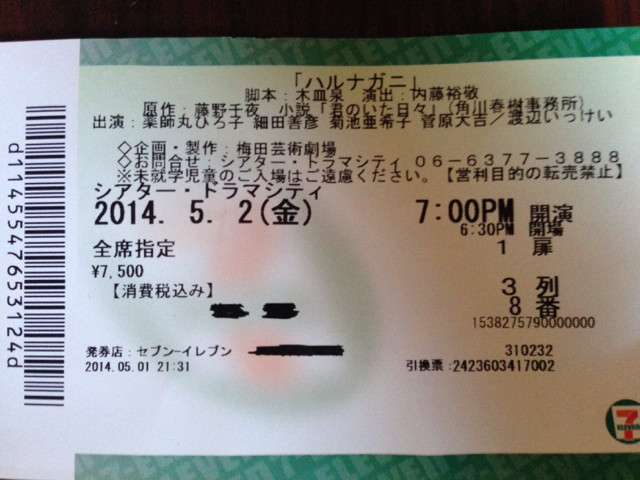 「ハルナガニ」
脚本：木皿泉 演出：内藤裕敬
原作：藤野千夜 小説「君のいた日々」（角川春樹事務所）
出演：薬師丸ひろ子 細田善彦 菊池亜希子 菅原大吉／渡辺いっけい
◇企画・製作：梅田芸術劇場
◇お問合せ：シアター・ドラマシティ 06-6377-3888
※未就学児童のご入場はご遠慮ください。【営利目的の転売禁止】
シアター・ドラマシティ
2014. 5. 2(金) 7:00PM 開演
6:30PM 開場
全席指定 1 扉
¥7,500
【消費税込み】 3 列
8 番
1538275790000000
発券店：セブン-イレブン 310232
2014.05.01 21:31 引換票：2423603417002
d11455476531 24d
7
ELEVEN